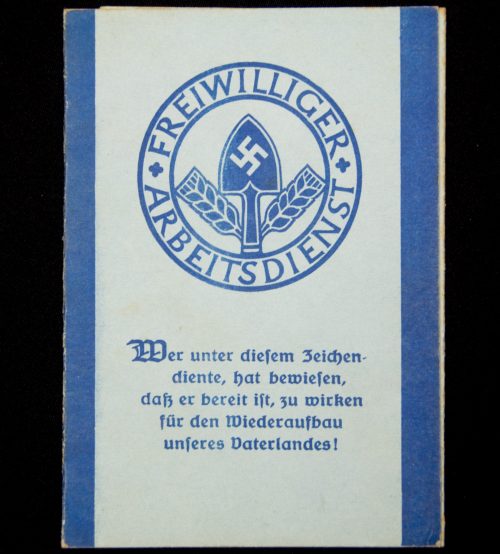 FREIWILLIGER
ARBEITSDIENST
Wer unter diesem Zeichen-
diente, hat bewiesen,
daß er bereit ist, zu wirken
für den Wiederaufbau
unseres Vaterlandes!